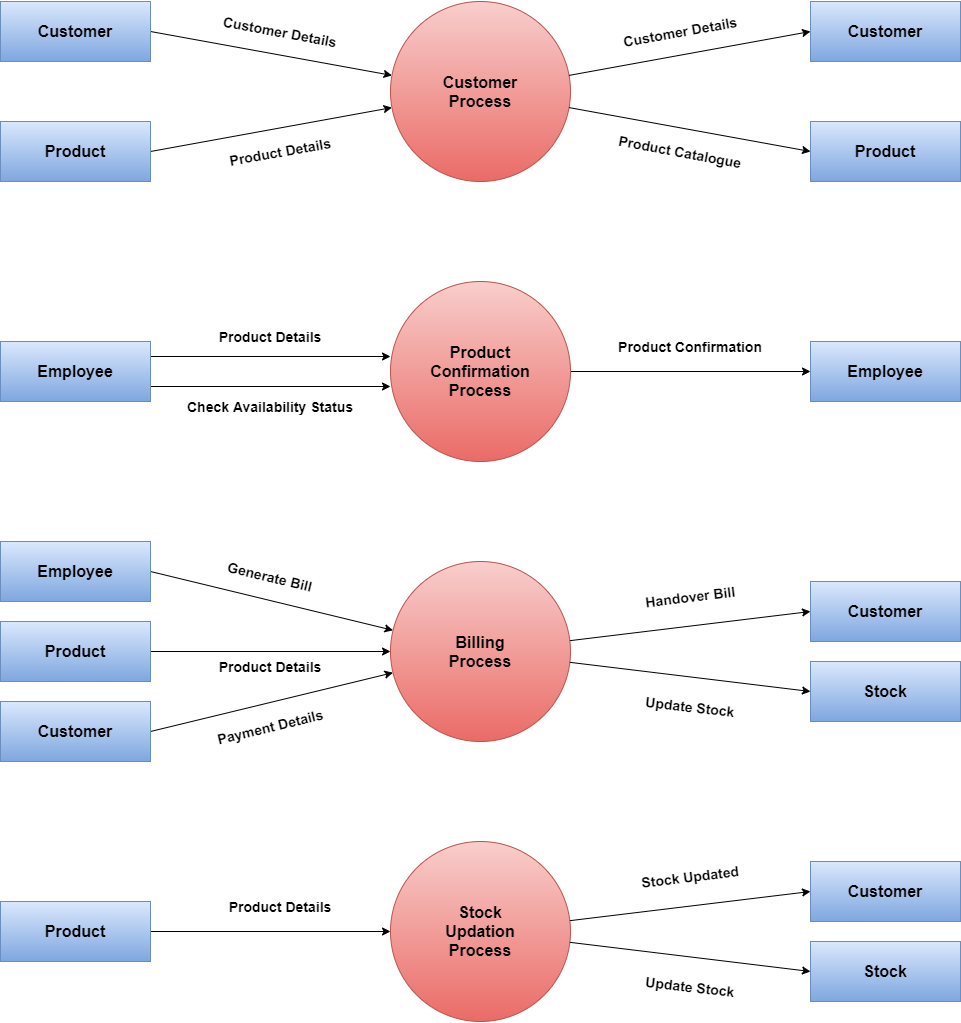 Customer
Customer Details
Customer Details
Customer
Customer
Process
Product
Product Details
Product Catalogue
Product
Product Details
Product Confirmation
Employee
Product
Confirmation
Process
Employee
Check Availability Status
Employee
Generate Bill
Handover Bill
Customer
Product
Product Details
Billing
Process
Stock
Customer
Payment Details
Update Stock
Product Details
Stock Updated
Customer
Product
Stock
Updation
Process
Update Stock
Stock